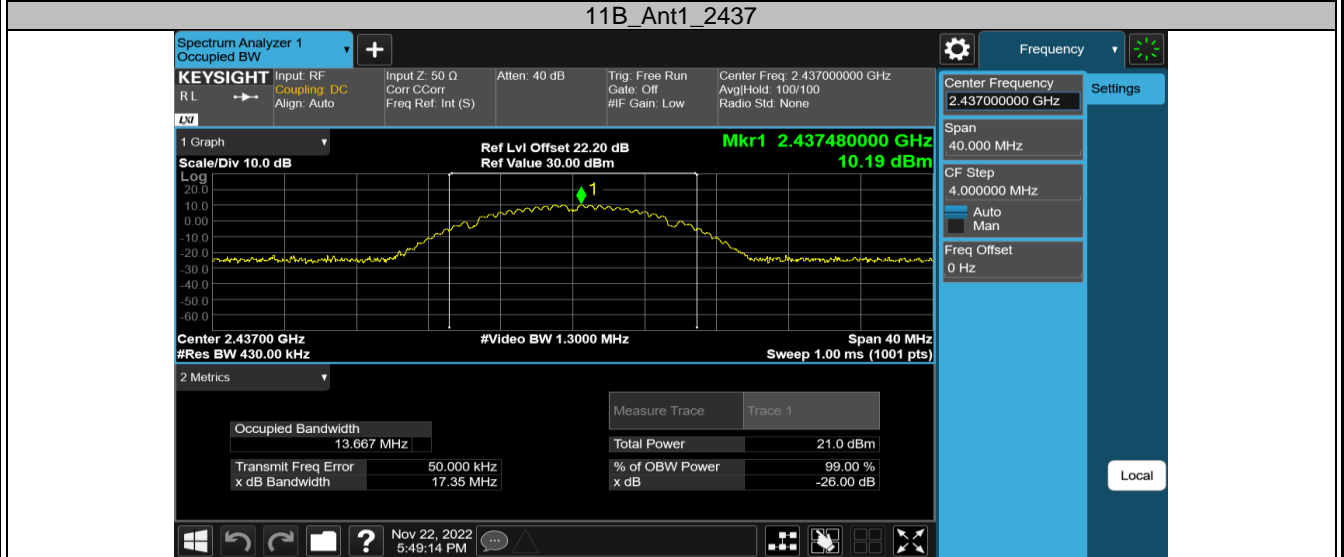 11B_Ant1_2437
Spectrum Analyzer 1
Occupied BW
+
Frequency
KEYSIGHT
RL
LXI
Input: RF
Coupling: DC
Align: Auto
Input Z: 50 Ω
Corr CCorr
Freq Ref: Int (S)
Atten: 40 dB
Trig: Free Run
Gate: Off
#IF Gain: Low
Center Freq: 2.437000000 GHz
Avg|Hold: 100/100
Radio Std: None
Center Frequency
2.437000000 GHz
Settings
Span
40.000 MHz
CF Step
4.000000 MHz
Auto
Man
Freq Offset
0 Hz
Local
1 Graph
Scale/Div 10.0 dB
Ref Lvl Offset 22.20 dB
Ref Value 30.00 dBm
Mkr1 2.437480000 GHz
10.19 dBm
Log
20.0
10.0
0.00
-10.0
-20.0
-30.0
-40.0
-50.0
-60.0
1
Center 2.43700 GHz
#Video BW 1.3000 MHz
Span 40 MHz
#Res BW 430.00 kHz
Sweep 1.00 ms (1001 pts)
2 Metrics
Measure Trace
Trace 1
Occupied Bandwidth
13.667 MHz
Total Power
21.0 dBm
Transmit Freq Error
50.000 kHz
% of OBW Power
99.00 %
x dB Bandwidth
17.35 MHz
x dB
-26.00 dB
?
Nov 22, 2022
5:49:14 PM